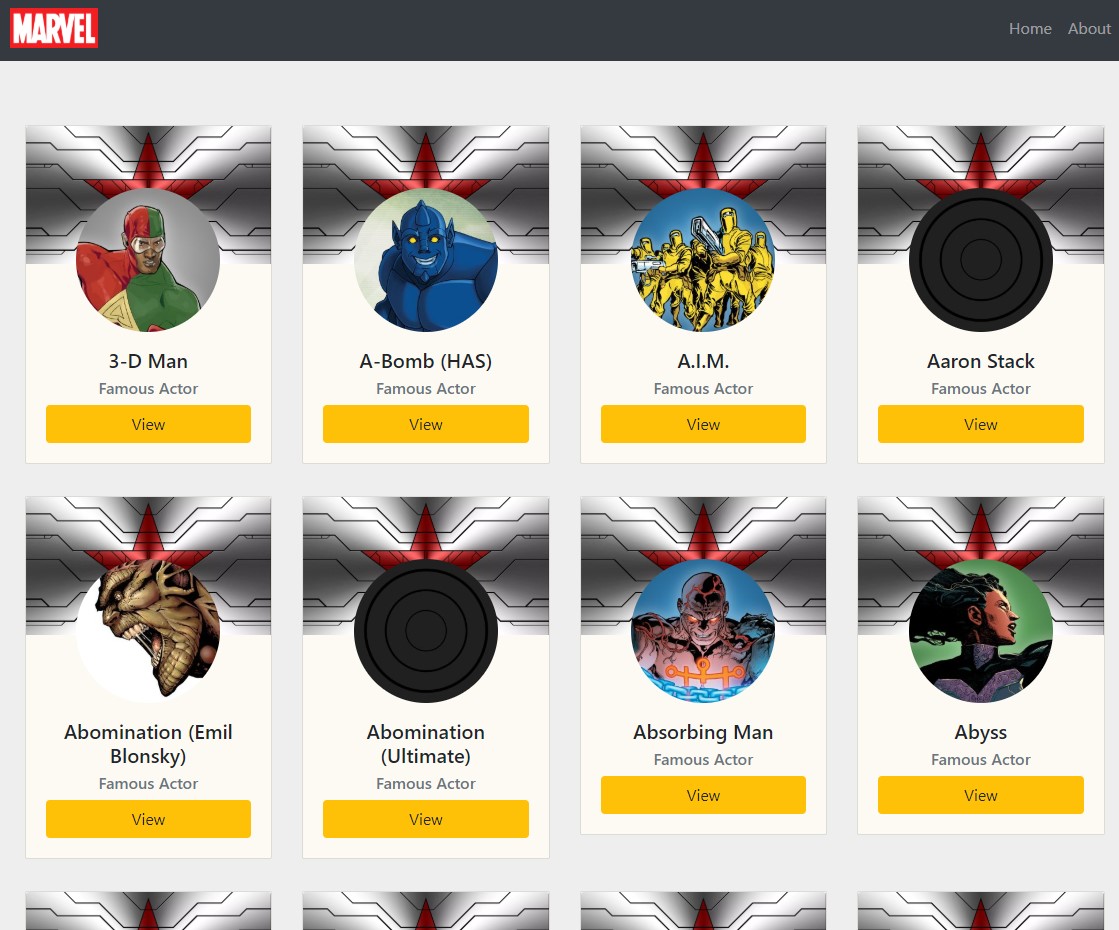 MARVEL
Home About
3-D Man
Famous Actor
View
A-Bomb (HAS)
Famous Actor
View
A.I.M.
Famous Actor
View
Aaron Stack
Famous Actor
View
Abomination (Emil
Blonsky)
Famous Actor
View
Abomination
(Ultimate)
Famous Actor
View
Absorbing Man
Famous Actor
View
Abyss
Famous Actor
View